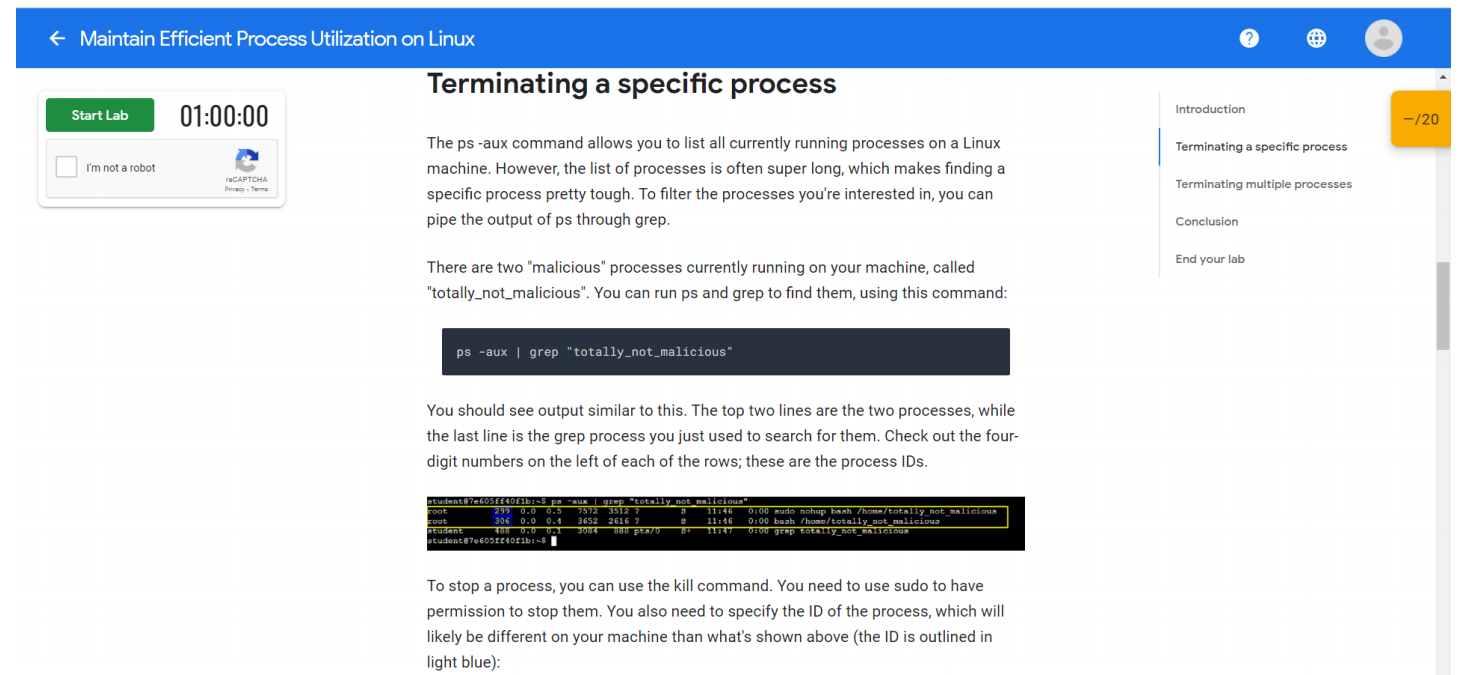 Maintain Efficient Process Utilization on Linux
Start Lab
01:00:00
I'm not a robot
reCAPTCHA
Privacy - Terms
Terminating a specific process
The ps -aux command allows you to list all currently running processes on a Linux
machine. However, the list of processes is often super long, which makes finding a
specific process pretty tough. To filter the processes you're interested in, you can
pipe the output of ps through grep.
There are two "malicious" processes currently running on your machine, called
"totally_not_malicious". You can run ps and grep to find them, using this command:
ps -aux | grep "totally_not_malicious"
You should see output similar to this. The top two lines are the two processes, while
the last line is the grep process you just used to search for them. Check out the four-
digit numbers on the left of each of the rows; these are the process IDs.
student@7e605ff40f1b:~$ ps -aux | grep "totally_not_malicious"
root 299 0.0 0.5 7572 3512 ? S 11:46 0:00 sudo nohup bash /home/totally_not_malicious
root 306 0.0 0.4 3652 2616 ? S 11:46 0:00 bash /home/totally_not_malicious
student 488 0.0 0.1 3084 888 pts/0 S+ 11:47 0:00 grep totally_not_malicious
student@7e605ff40f1b:~$
To stop a process, you can use the kill command. You need to use sudo to have
permission to stop them. You also need to specify the ID of the process, which will
likely be different on your machine than what's shown above (the ID is outlined in
light blue):
Introduction
Terminating a specific process
Terminating multiple processes
Conclusion
End your lab
—/20